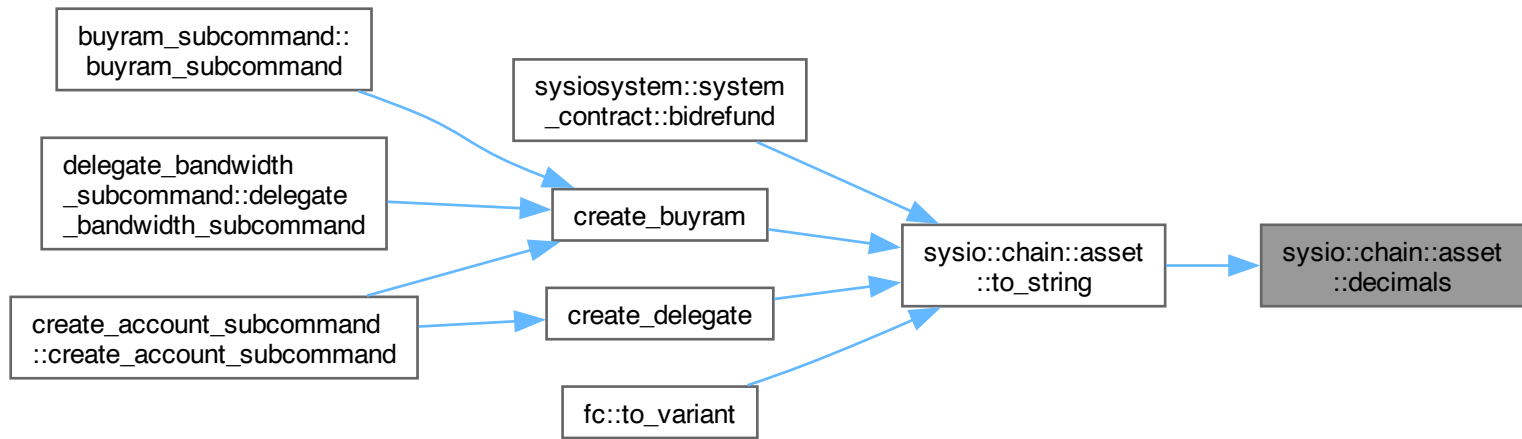 buyram_subcommand::
buyram_subcommand
delegate_bandwidth
_subcommand::delegate
_bandwidth_subcommand
create_account_subcommand
::create_account_subcommand
sysiosystem::system
_contract::bidrefund
create_buyram
create_delegate
fc::to_variant
sysio::chain::asset
::to_string
sysio::chain::asset
::decimals